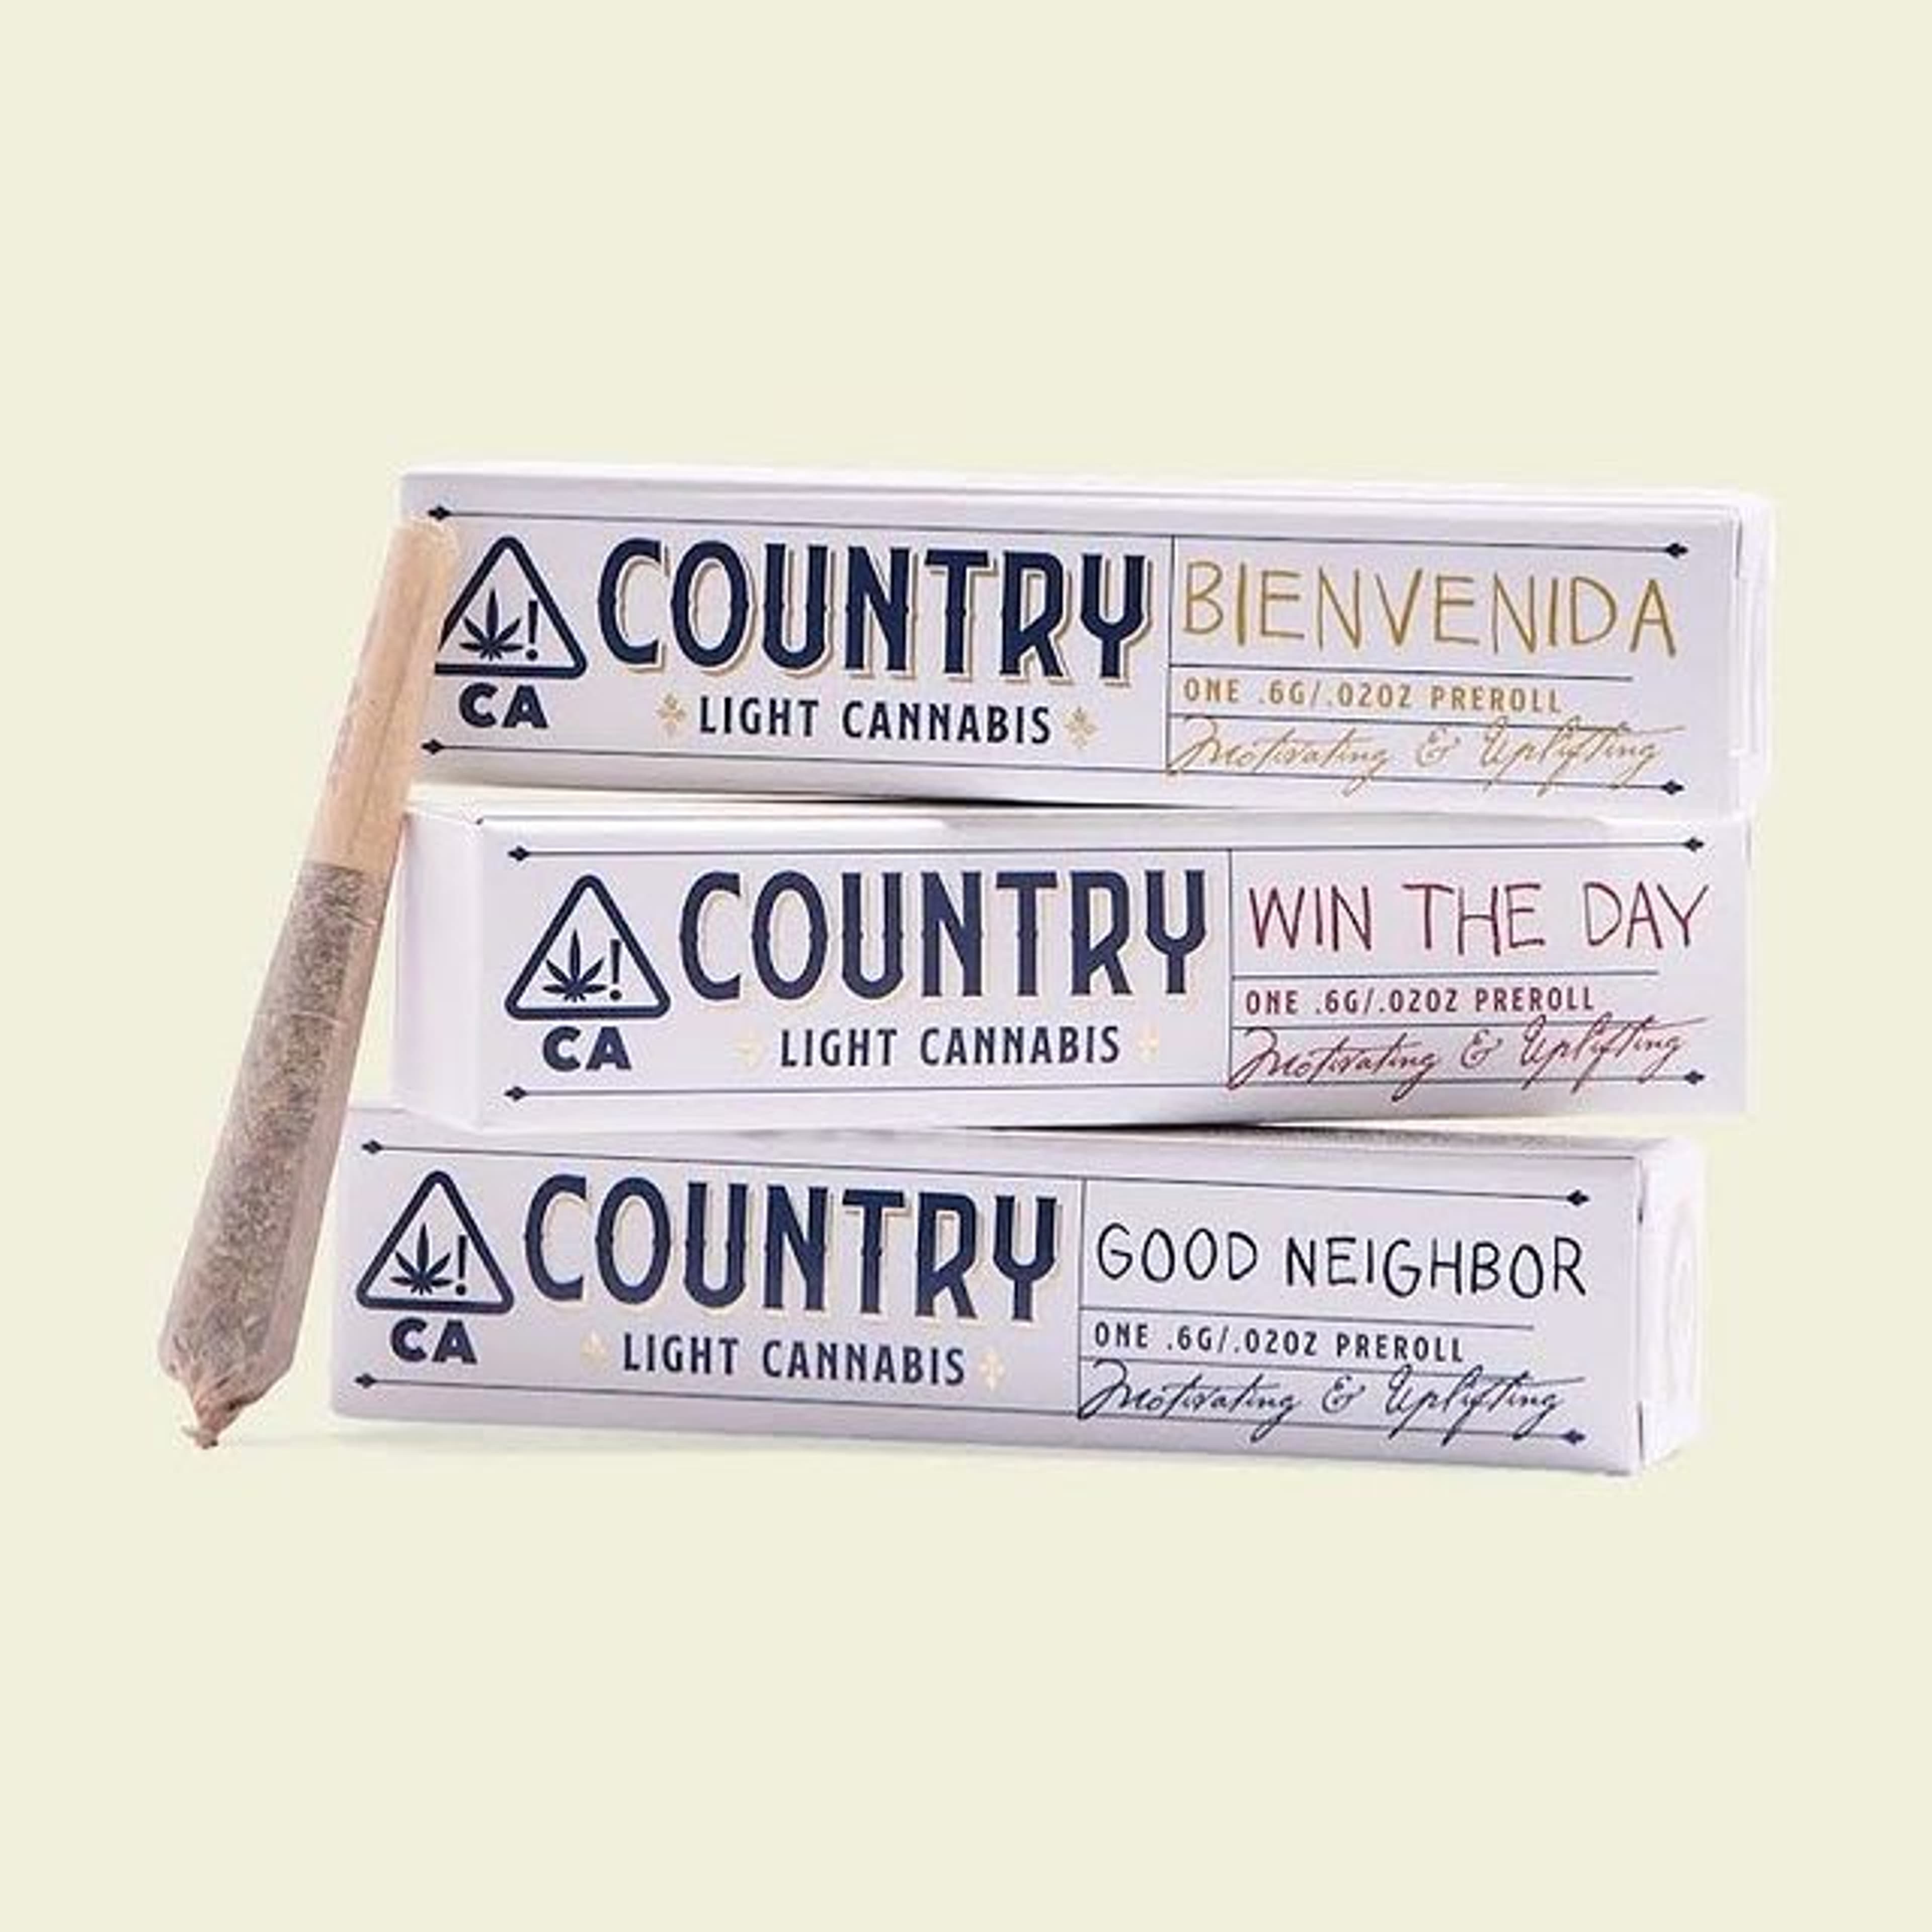 COUNTRY
LIGHT CANNABIS
CA
BIENVENIDA
ONE .6G/.02OZ PREROLL
Motivating & Uplifting
COUNTRY
LIGHT CANNABIS
CA
WIN THE DAY
ONE .6G/.02OZ PREROLL
Motivating & Uplifting
COUNTRY
LIGHT CANNABIS
CA
GOOD NEIGHBOR
ONE .6G/.02OZ PREROLL
Motivating & Uplifting